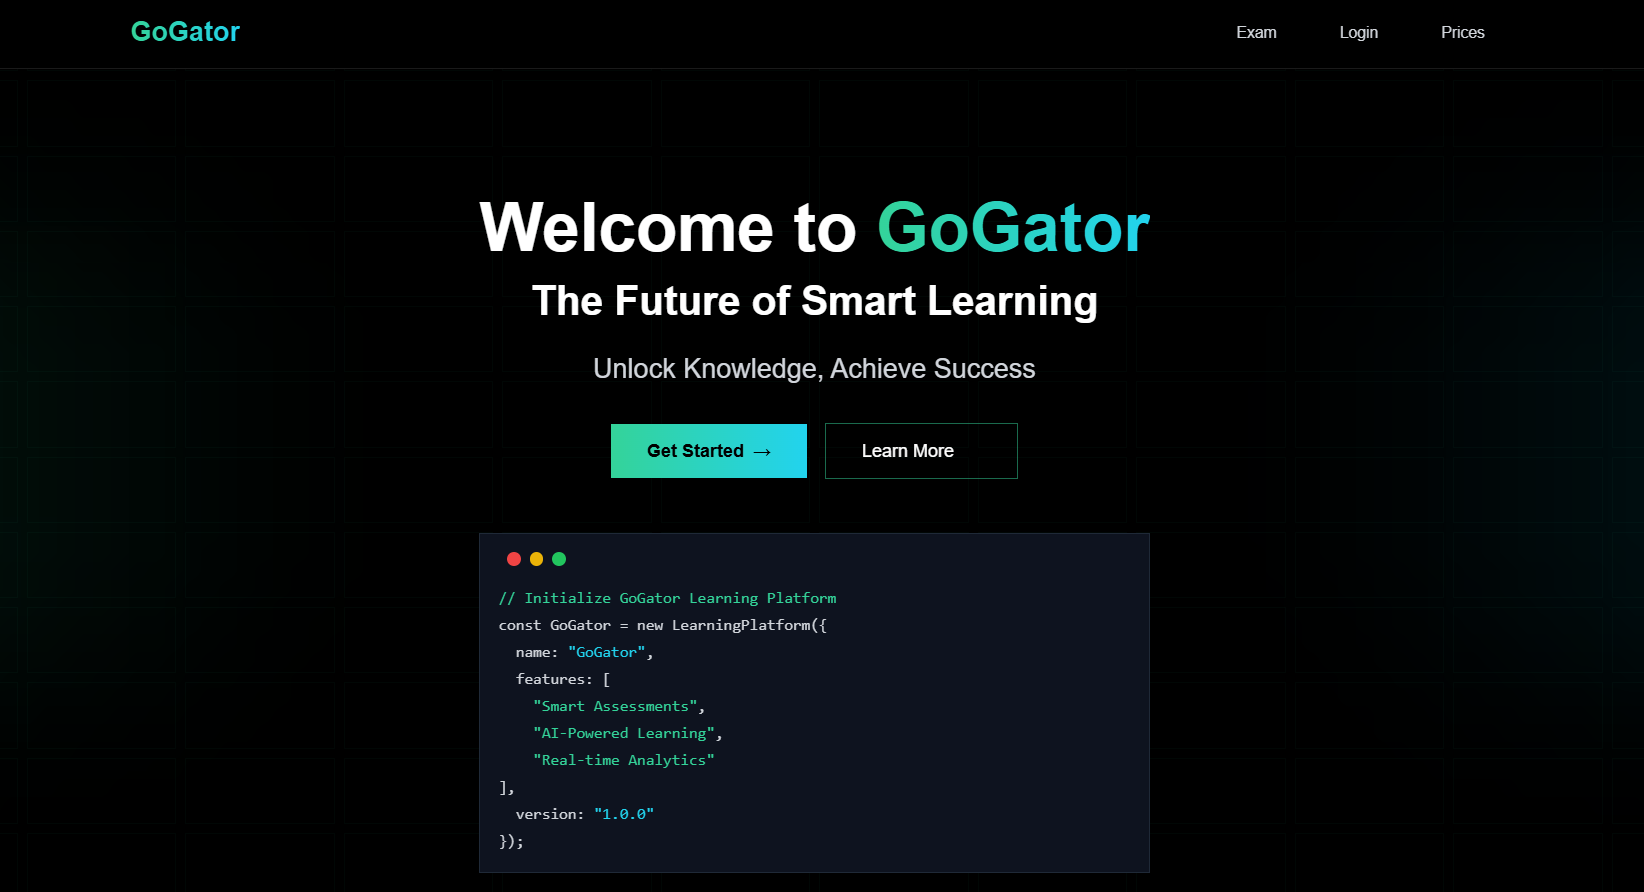 GoGator
Exam Login Prices
Welcome to GoGator
The Future of Smart Learning
Unlock Knowledge, Achieve Success
Get Started →
Learn More
// Initialize GoGator Learning Platform
const GoGator = new LearningPlatform({
  name: "GoGator",
  features: [
    "Smart Assessments",
    "AI-Powered Learning",
    "Real-time Analytics"
],
  version: "1.0.0"
});